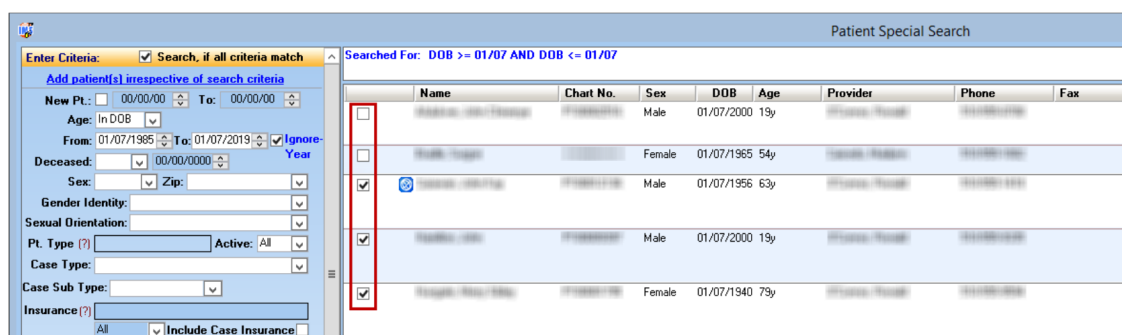 Patient Special Search
Enter Criteria: Search, if all criteria match
Add patient(s) irrespective of search criteria
New Pt.: 00/00/00 To: 00/00/00
Age: In DOB
From: 01/07/1985 To: 01/07/2019 Ignore-Year
Deceased: 00/00/0000
Sex: Zip:
Gender Identity:
Sexual Orientation:
Pt. Type (?) Active: All
Case Type:
Case Sub Type:
Insurance (?)
All Include Case Insurance
Searched For: DOB >= 01/07 AND DOB <= 01/07
Name Chart No. Sex DOB Age Provider Phone Fax
Male 01/07/2000 19y
Female 01/07/1965 54y
Male 01/07/1956 63y
Male 01/07/2000 19y
Female 01/07/1940 79y